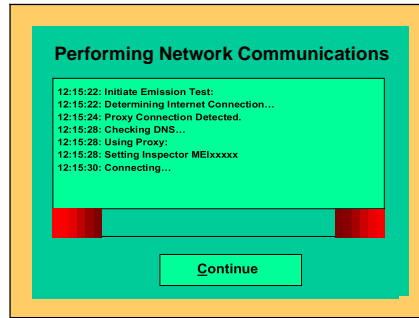 Performing Network Communications
12:15:22: Initiate Emission Test:
12:15:22: Determining Internet Connection…
12:15:24: Proxy Connection Detected.
12:15:28: Checking DNS…
12:15:28: Using Proxy:
12:15:28: Setting Inspector MEIxxxxx
12:15:30: Connecting…
Continue